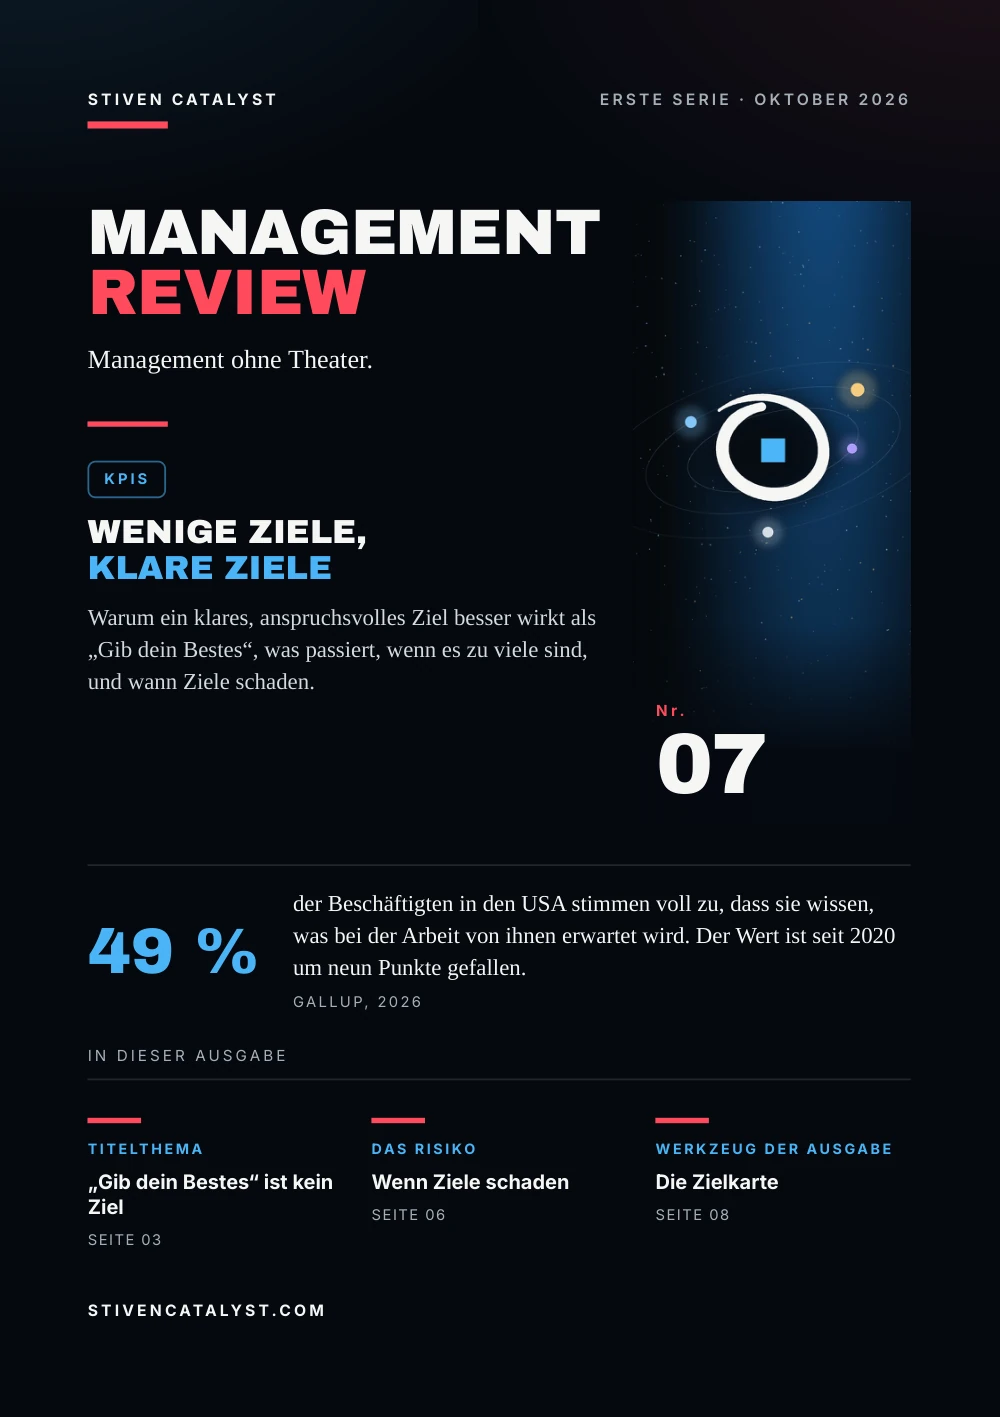 STIVEN CATALYST
ERSTE SERIE · OKTOBER 2026
MANAGEMENT
REVIEW
Management ohne Theater.
KPIS
WENIGE ZIELE,
KLARE ZIELE
Warum ein klares, anspruchsvolles Ziel besser wirkt als
„Gib dein Bestes“, was passiert, wenn es zu viele sind,
und wann Ziele schaden.
Nr.
07
49 %
der Beschäftigten in den USA stimmen voll zu, dass sie wissen,
was bei der Arbeit von ihnen erwartet wird. Der Wert ist seit 2020
um neun Punkte gefallen.
GALLUP, 2026
IN DIESER AUSGABE
TITELTHEMA
„Gib dein Bestes“ ist kein
Ziel
SEITE 03
DAS RISIKO
Wenn Ziele schaden
SEITE 06
WERKZEUG DER AUSGABE
Die Zielkarte
SEITE 08
STIVENCATALYST.COM